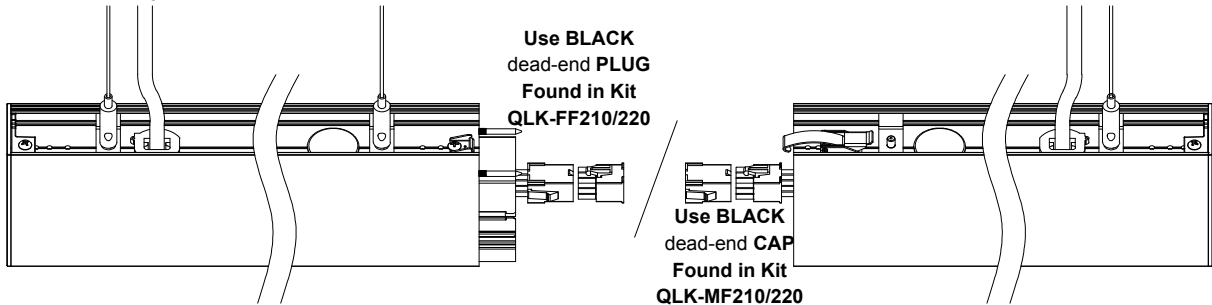 Use BLACK
dead-end PLUG
Found in Kit
QLK-FF210/220
Use BLACK
dead-end CAP
Found in Kit
QLK-MF210/220